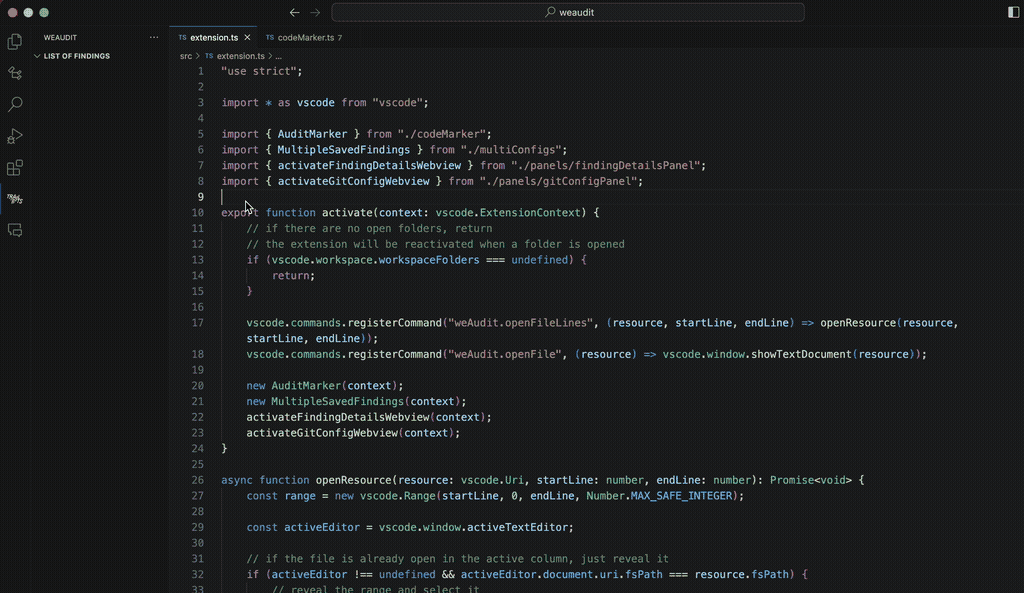 weaudit
WEAUDIT
...
LIST OF FINDINGS
TS extension.ts
TS codeMarker.ts 7
src > TS extension.ts > ...
1 "use strict";
2
3 import * as vscode from "vscode";
4
5 import { AuditMarker } from "./codeMarker";
6 import { MultipleSavedFindings } from "./multiConfigs";
7 import { activateFindingDetailsWebview } from "./panels/findingDetailsPanel";
8 import { activateGitConfigWebview } from "./panels/gitConfigPanel";
9
10 export function activate(context: vscode.ExtensionContext) {
11 // if there are no open folders, return
12 // the extension will be reactivated when a folder is opened
13 if (vscode.workspace.workspaceFolders === undefined) {
14 return;
15 }
16
17 vscode.commands.registerCommand("weAudit.openFileLines", (resource, startLine, endLine) => openResource(resource,
startLine, endLine));
18 vscode.commands.registerCommand("weAudit.openFile", (resource) => vscode.window.showTextDocument(resource));
19
20 new AuditMarker(context);
21 new MultipleSavedFindings(context);
22 activateFindingDetailsWebview(context);
23 activateGitConfigWebview(context);
24 }
25
26 async function openResource(resource: vscode.Uri, startLine: number, endLine: number): Promise<void> {
27 const range = new vscode.Range(startLine, 0, endLine, Number.MAX_SAFE_INTEGER);
28
29 const activeEditor = vscode.window.activeTextEditor;
30
31 // if the file is already open in the active column, just reveal it
32 if (activeEditor !== undefined && activeEditor.document.uri.fsPath === resource.fsPath) {
33 // reveal the range and select it